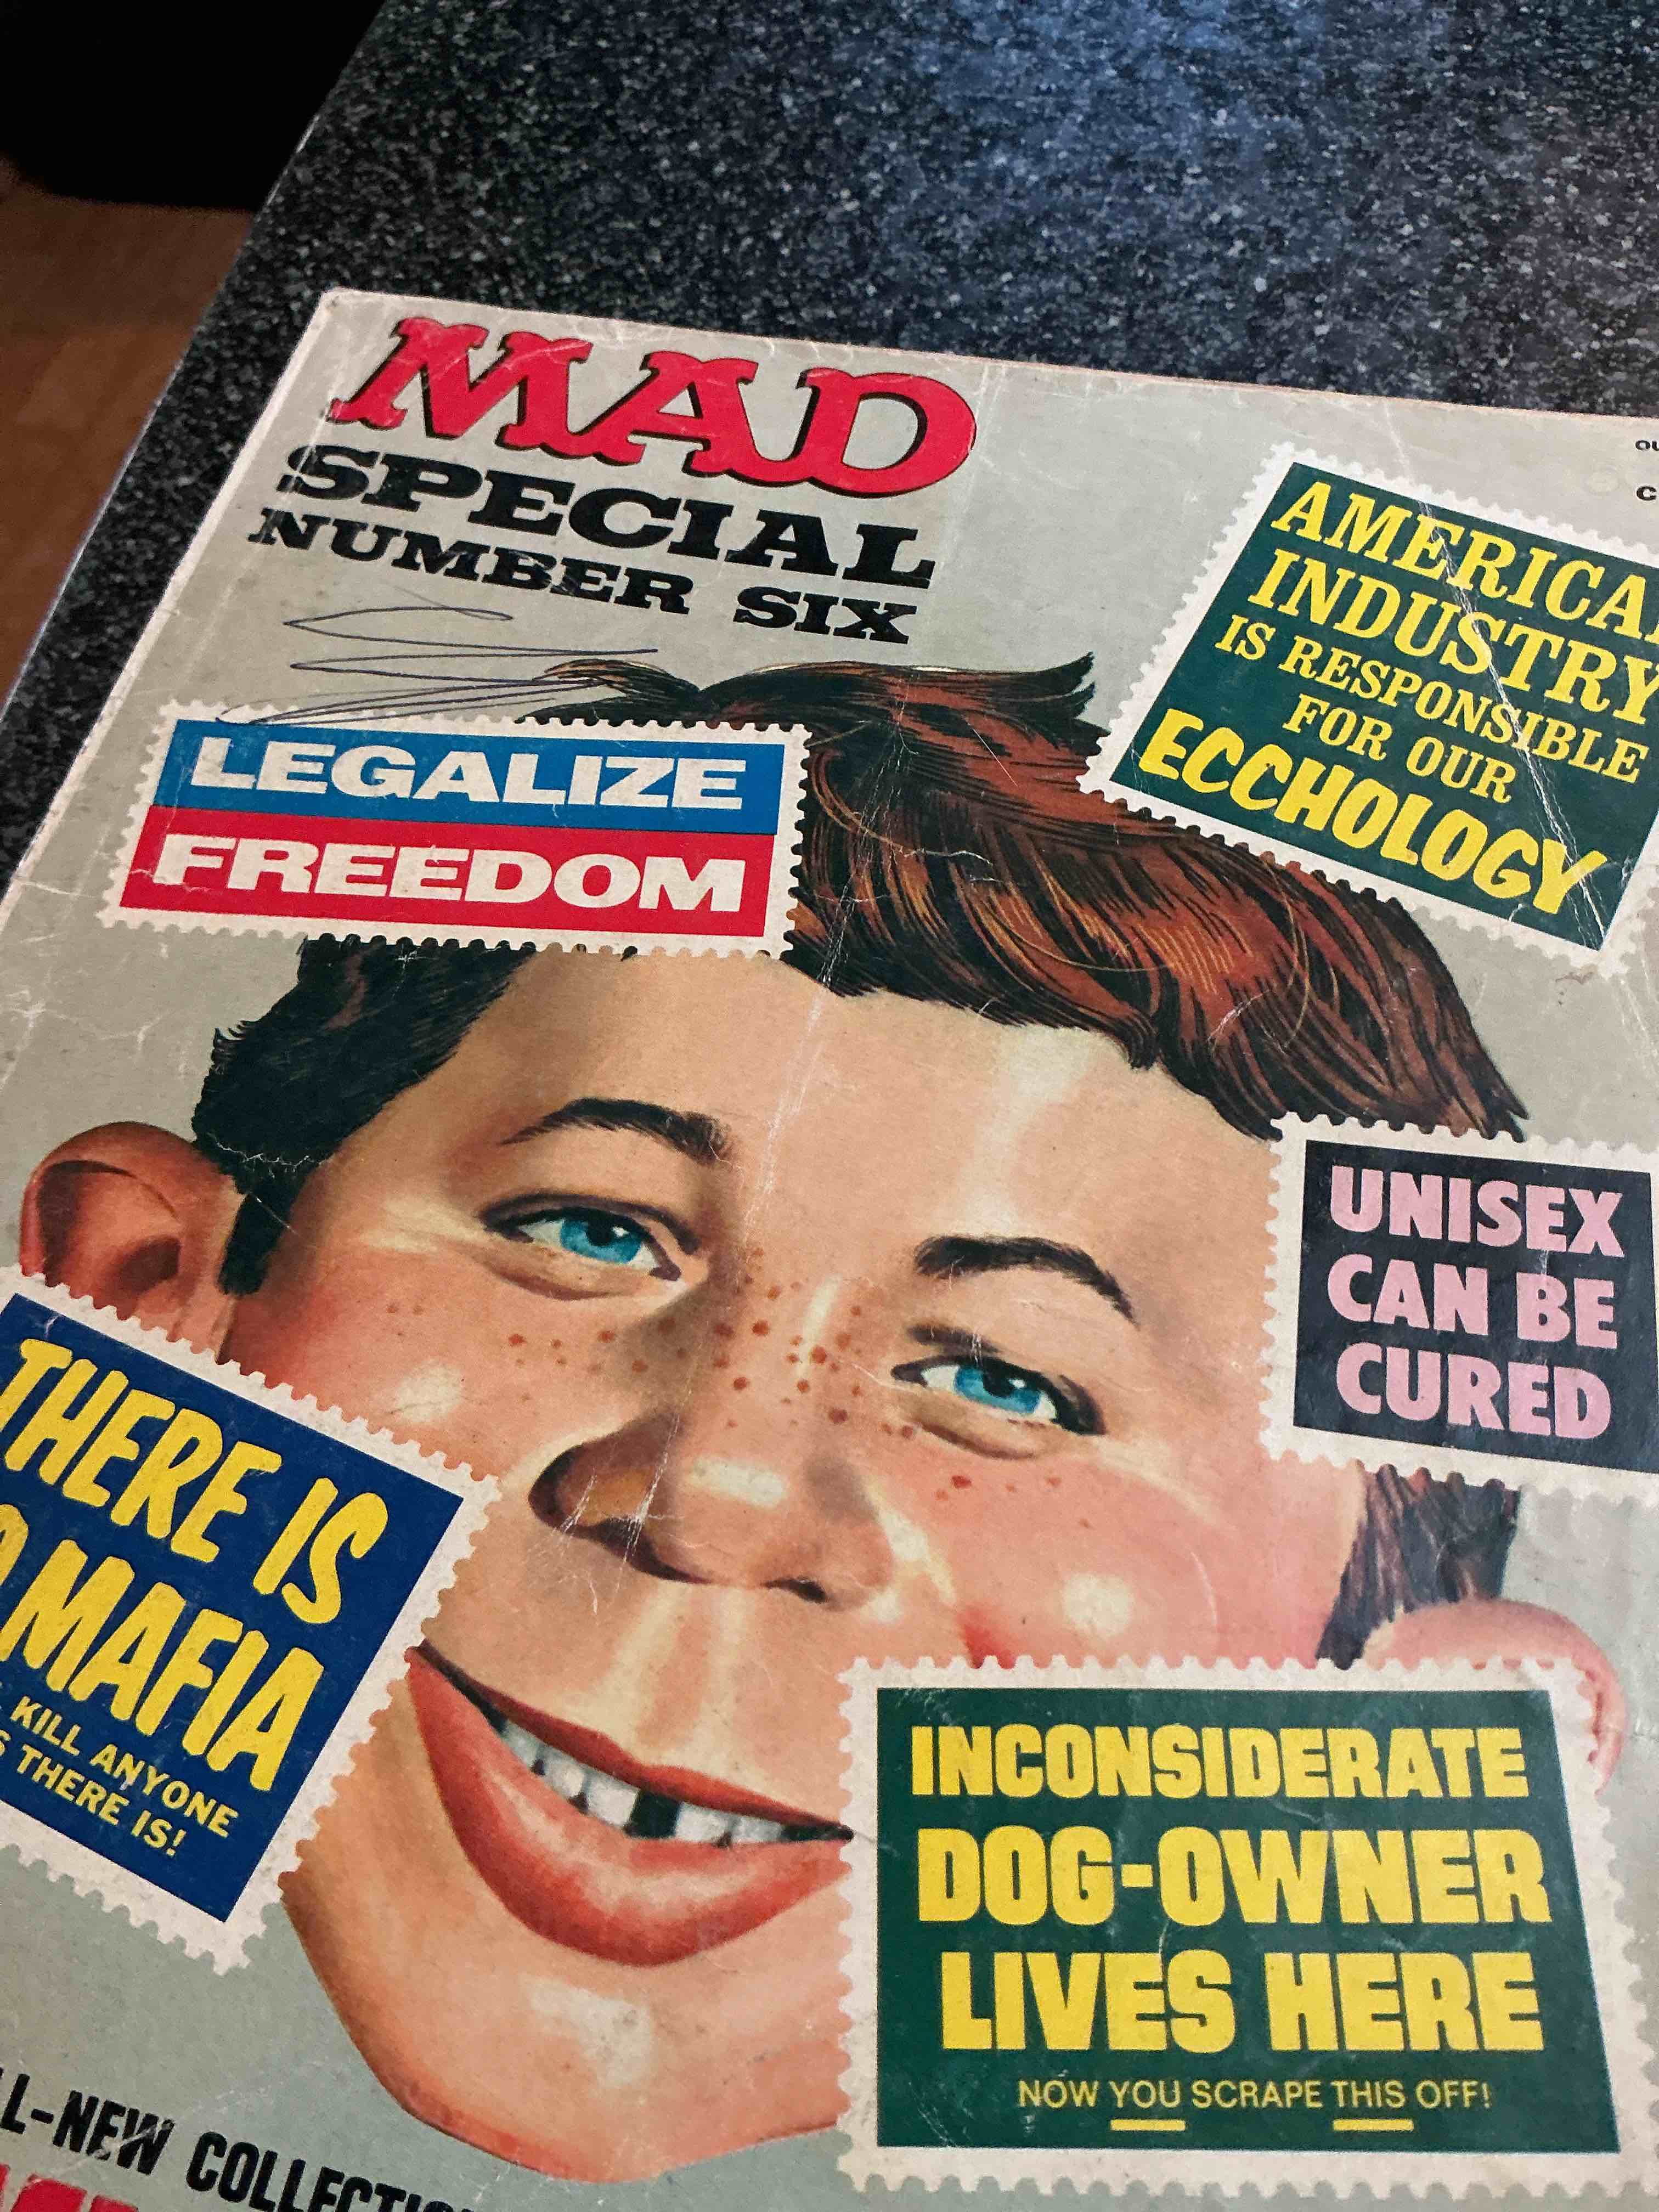 MAD
SPECIAL
NUMBER SIX
AMERICA
INDUSTRY
IS RESPONSIBLE
FOR OUR
ECCHOLOGY
LEGALIZE
FREEDOM
UNISEX
CAN BE
CURED
THERE IS
MAFIA
KILL ANYONE
THERE IS!
INCONSIDERATE
DOG-OWNER
LIVES HERE
NOW YOU SCRAPE THIS OFF!
L-NEW COLLECTIO